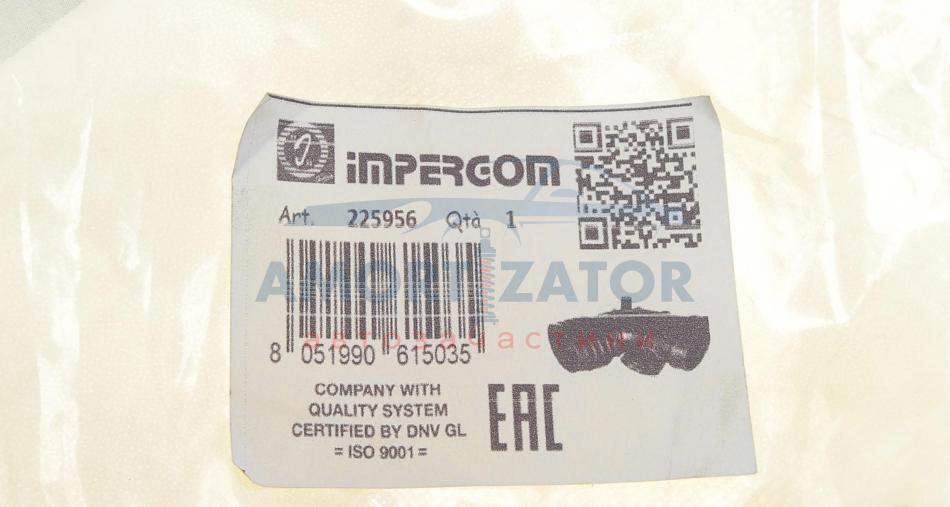 IMPERGOM
Art. 225956 Qtà 1
AMORTIZATOR
автозапчастини
8 051990 615035
COMPANY WITH
QUALITY SYSTEM
CERTIFIED BY DNV GL
= ISO 9001 =
EAC